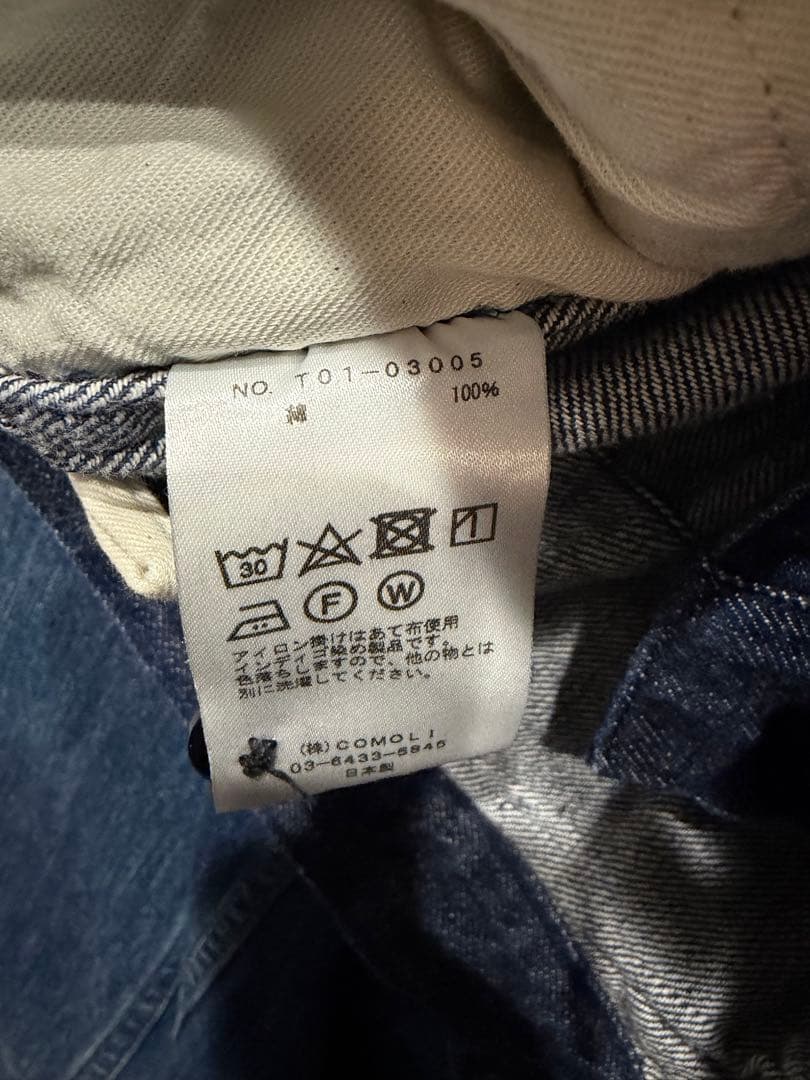 NO. T01-03005
綿 100%
30
F W
アイロン掛けはあて布使用
インディゴ染め製品です。
色落ちしますので、他の物とは
別に洗濯してください。
(株)COMOLI
03-6433-5845
日本製